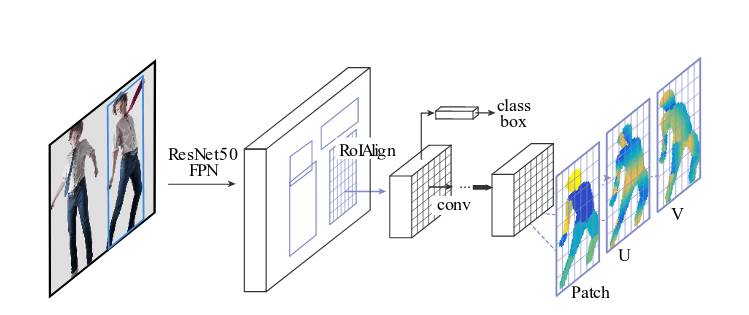 ResNet50
FPN
RoIAlign
class
box
conv
Patch
U
V